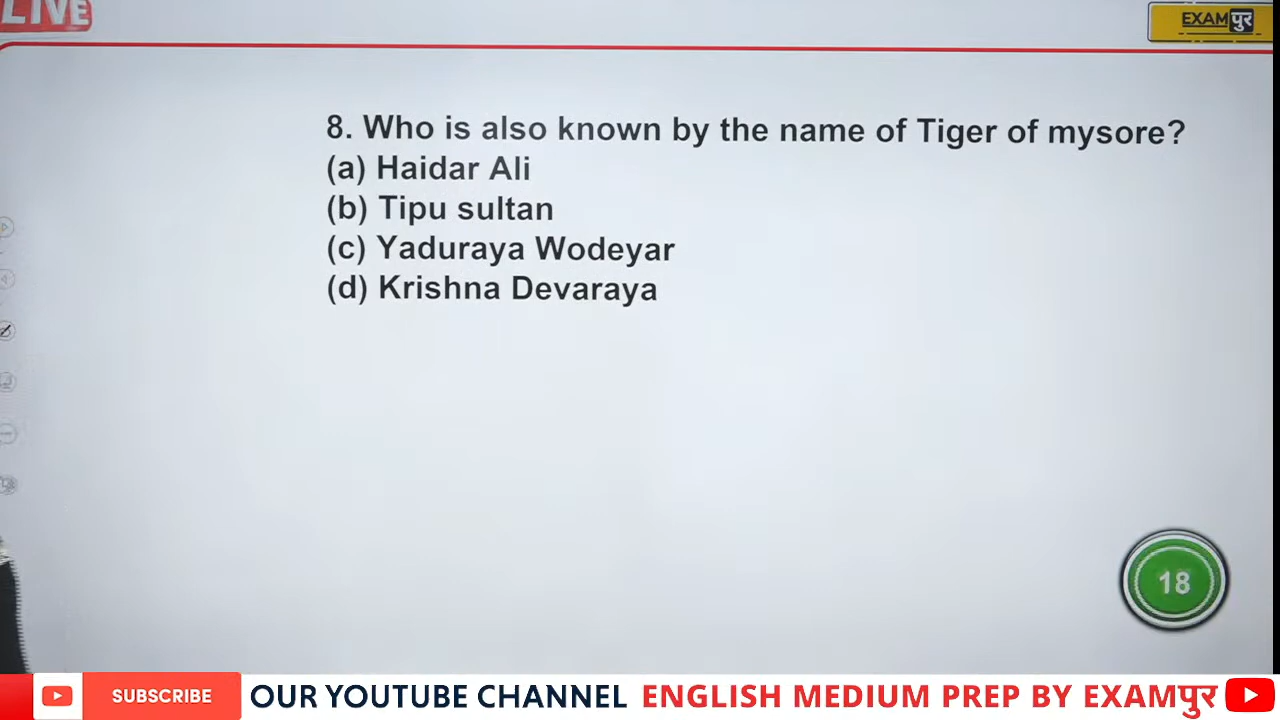 LIVE
EXAMपुर
8. Who is also known by the name of Tiger of mysore?
(a) Haidar Ali
(b) Tipu sultan
(c) Yaduraya Wodeyar
(d) Krishna Devaraya
18
SUBSCRIBE OUR YOUTUBE CHANNEL ENGLISH MEDIUM PREP BY EXAMपुर